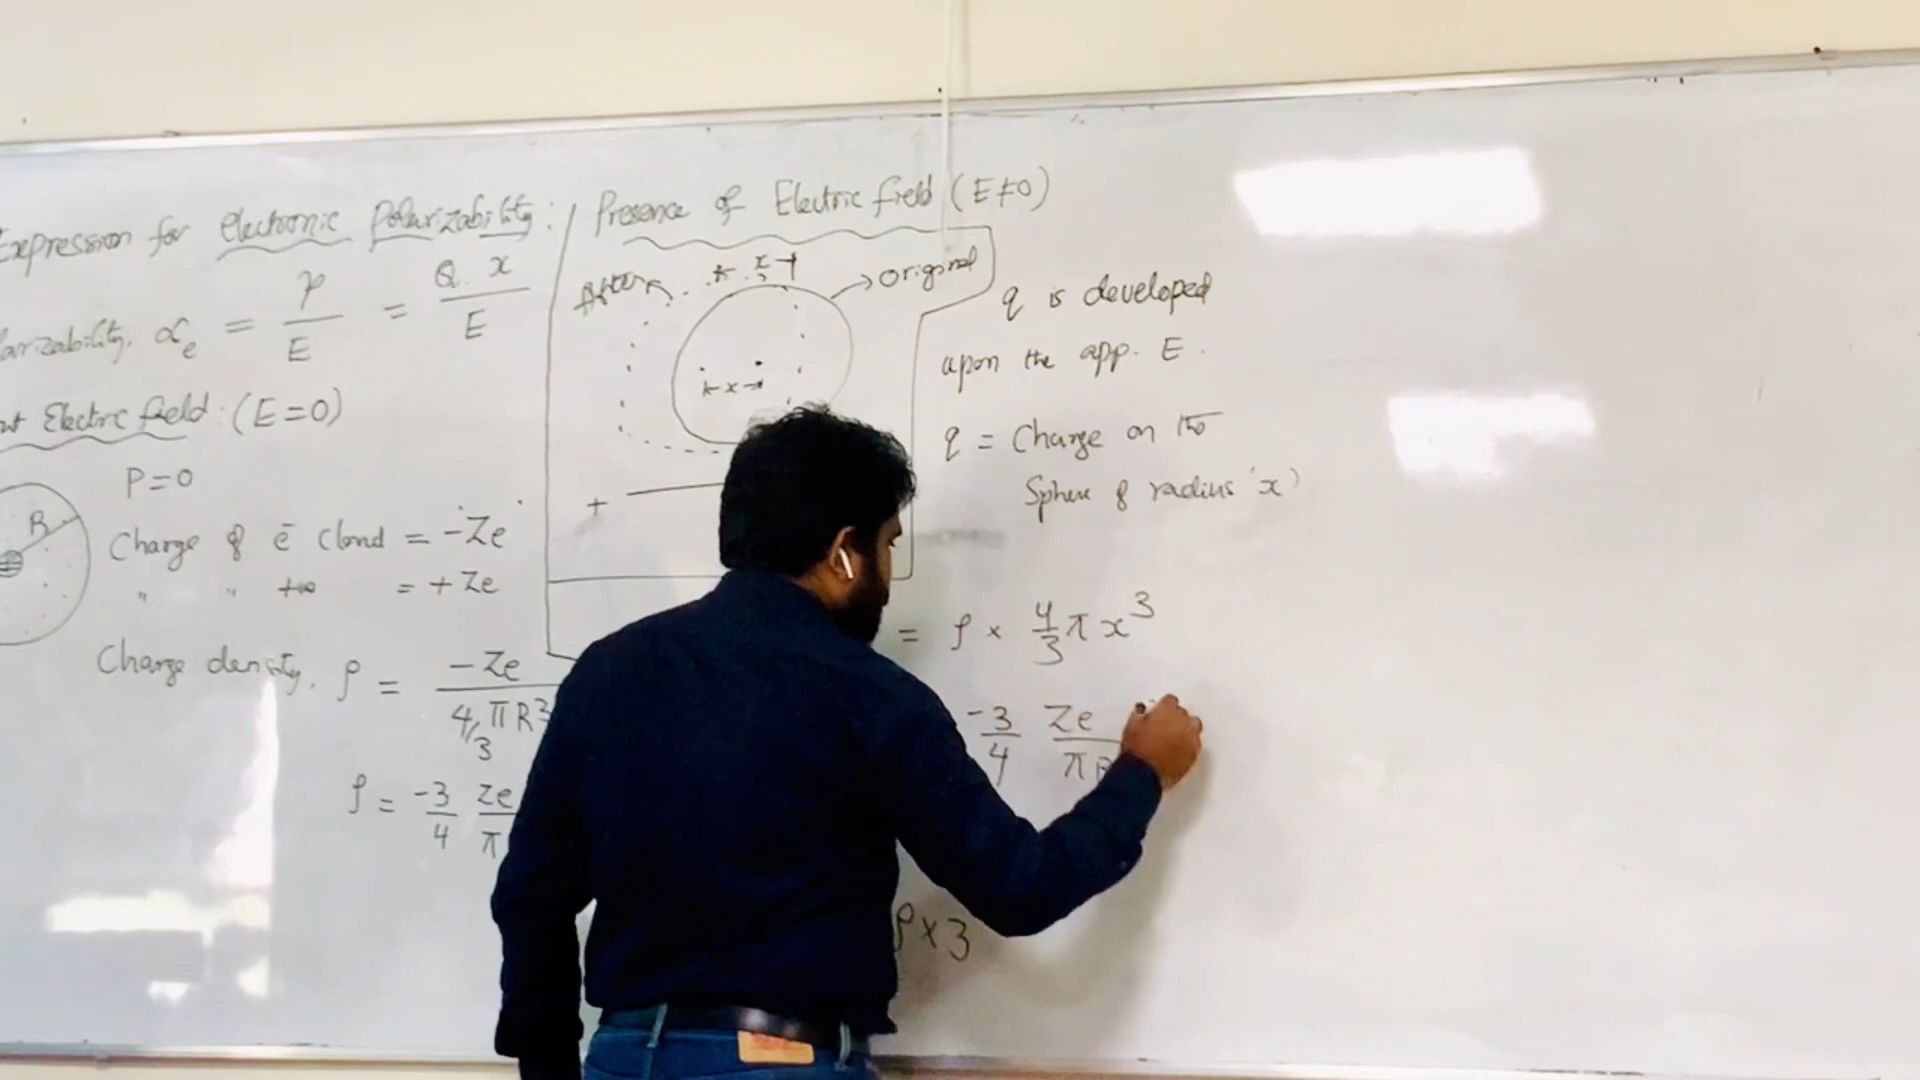 Expression for Electronic Polarizability:
αₑ = p/E = Q.x/E
Electric field: (E=0)
P=0
R
Charge of ē cloud = -Ze
" " +ve = +Ze
Charge density, ρ = -Ze / 4/3 πR³
ρ = -3/4 Ze/π
Presence of Electric field (E≠0)
After
x
original
x
+
q is developed
upon the app. E.
q = Charge on the
Sphere of radius 'x'
= ρ × 4/3 π x³
-3/4 Ze/πR
ρ×3